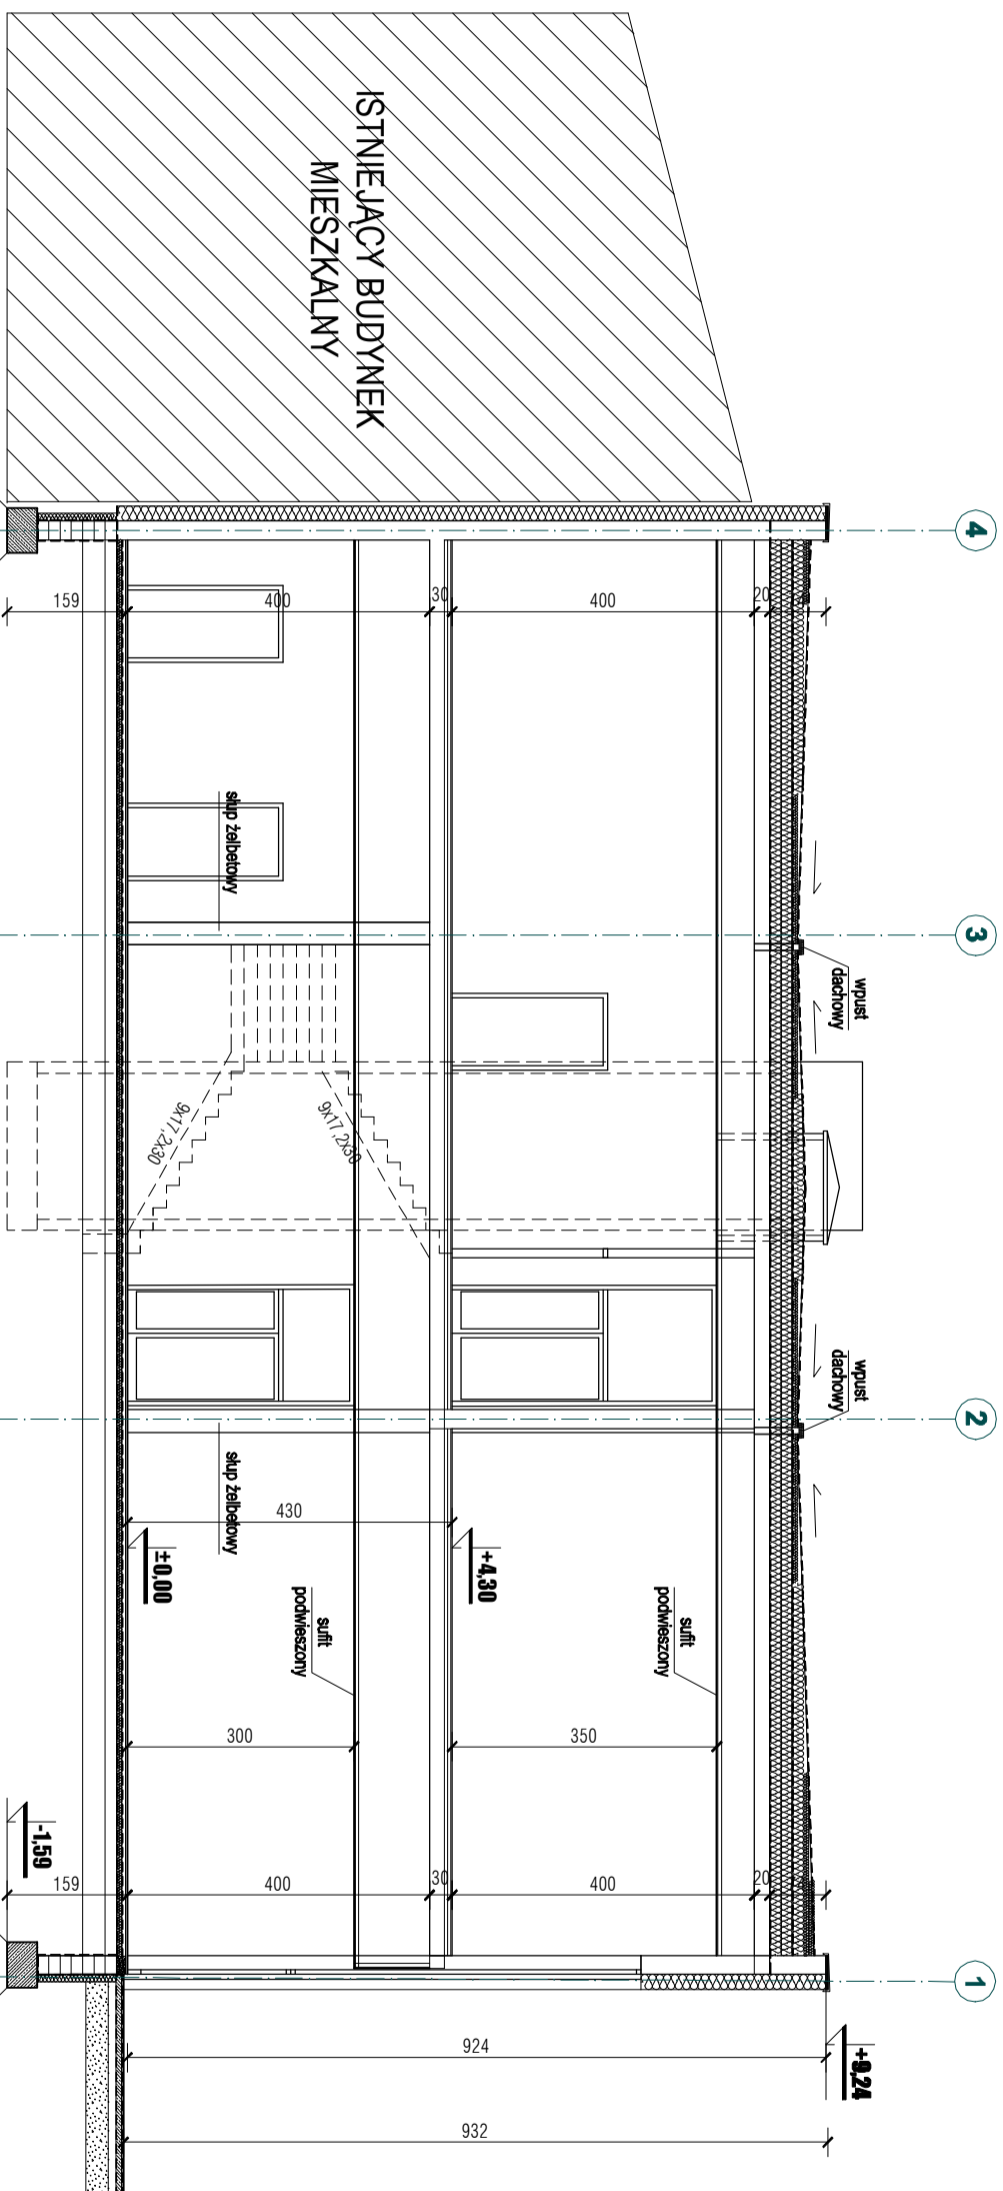 ISTNIEJĄCY BUDYNEK
MIESZKALNY
4
3
2
1
159
400
30
400
20
słup żelbetowy
wpust
dachowy
9x17,2x30
9x17,2x30
wpust
dachowy
słup żelbetowy
430
±0,00
+4,30
sufit
podwieszony
sufit
podwieszony
300
350
-1,59
159
400
30
400
20
+9,24
924
932